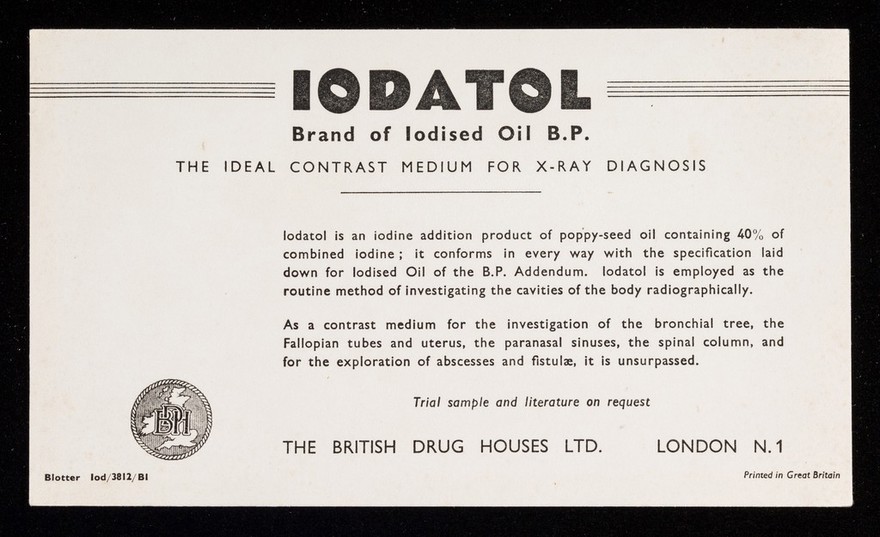 IODATOL
Brand of Iodised Oil B.P.
THE IDEAL CONTRAST MEDIUM FOR X-RAY DIAGNOSIS
Iodatol is an iodine addition product of poppy-seed oil containing 40% of
combined iodine; it conforms in every way with the specification laid
down for Iodised Oil of the B.P. Addendum. Iodatol is employed as the
routine method of investigating the cavities of the body radiographically.
As a contrast medium for the investigation of the bronchial tree, the
Fallopian tubes and uterus, the paranasal sinuses, the spinal column, and
for the exploration of abscesses and fistulæ, it is unsurpassed.
Trial sample and literature on request
BDH
THE BRITISH DRUG HOUSES LTD. LONDON N.1
Blotter Iod/3812/BI
Printed in Great Britain